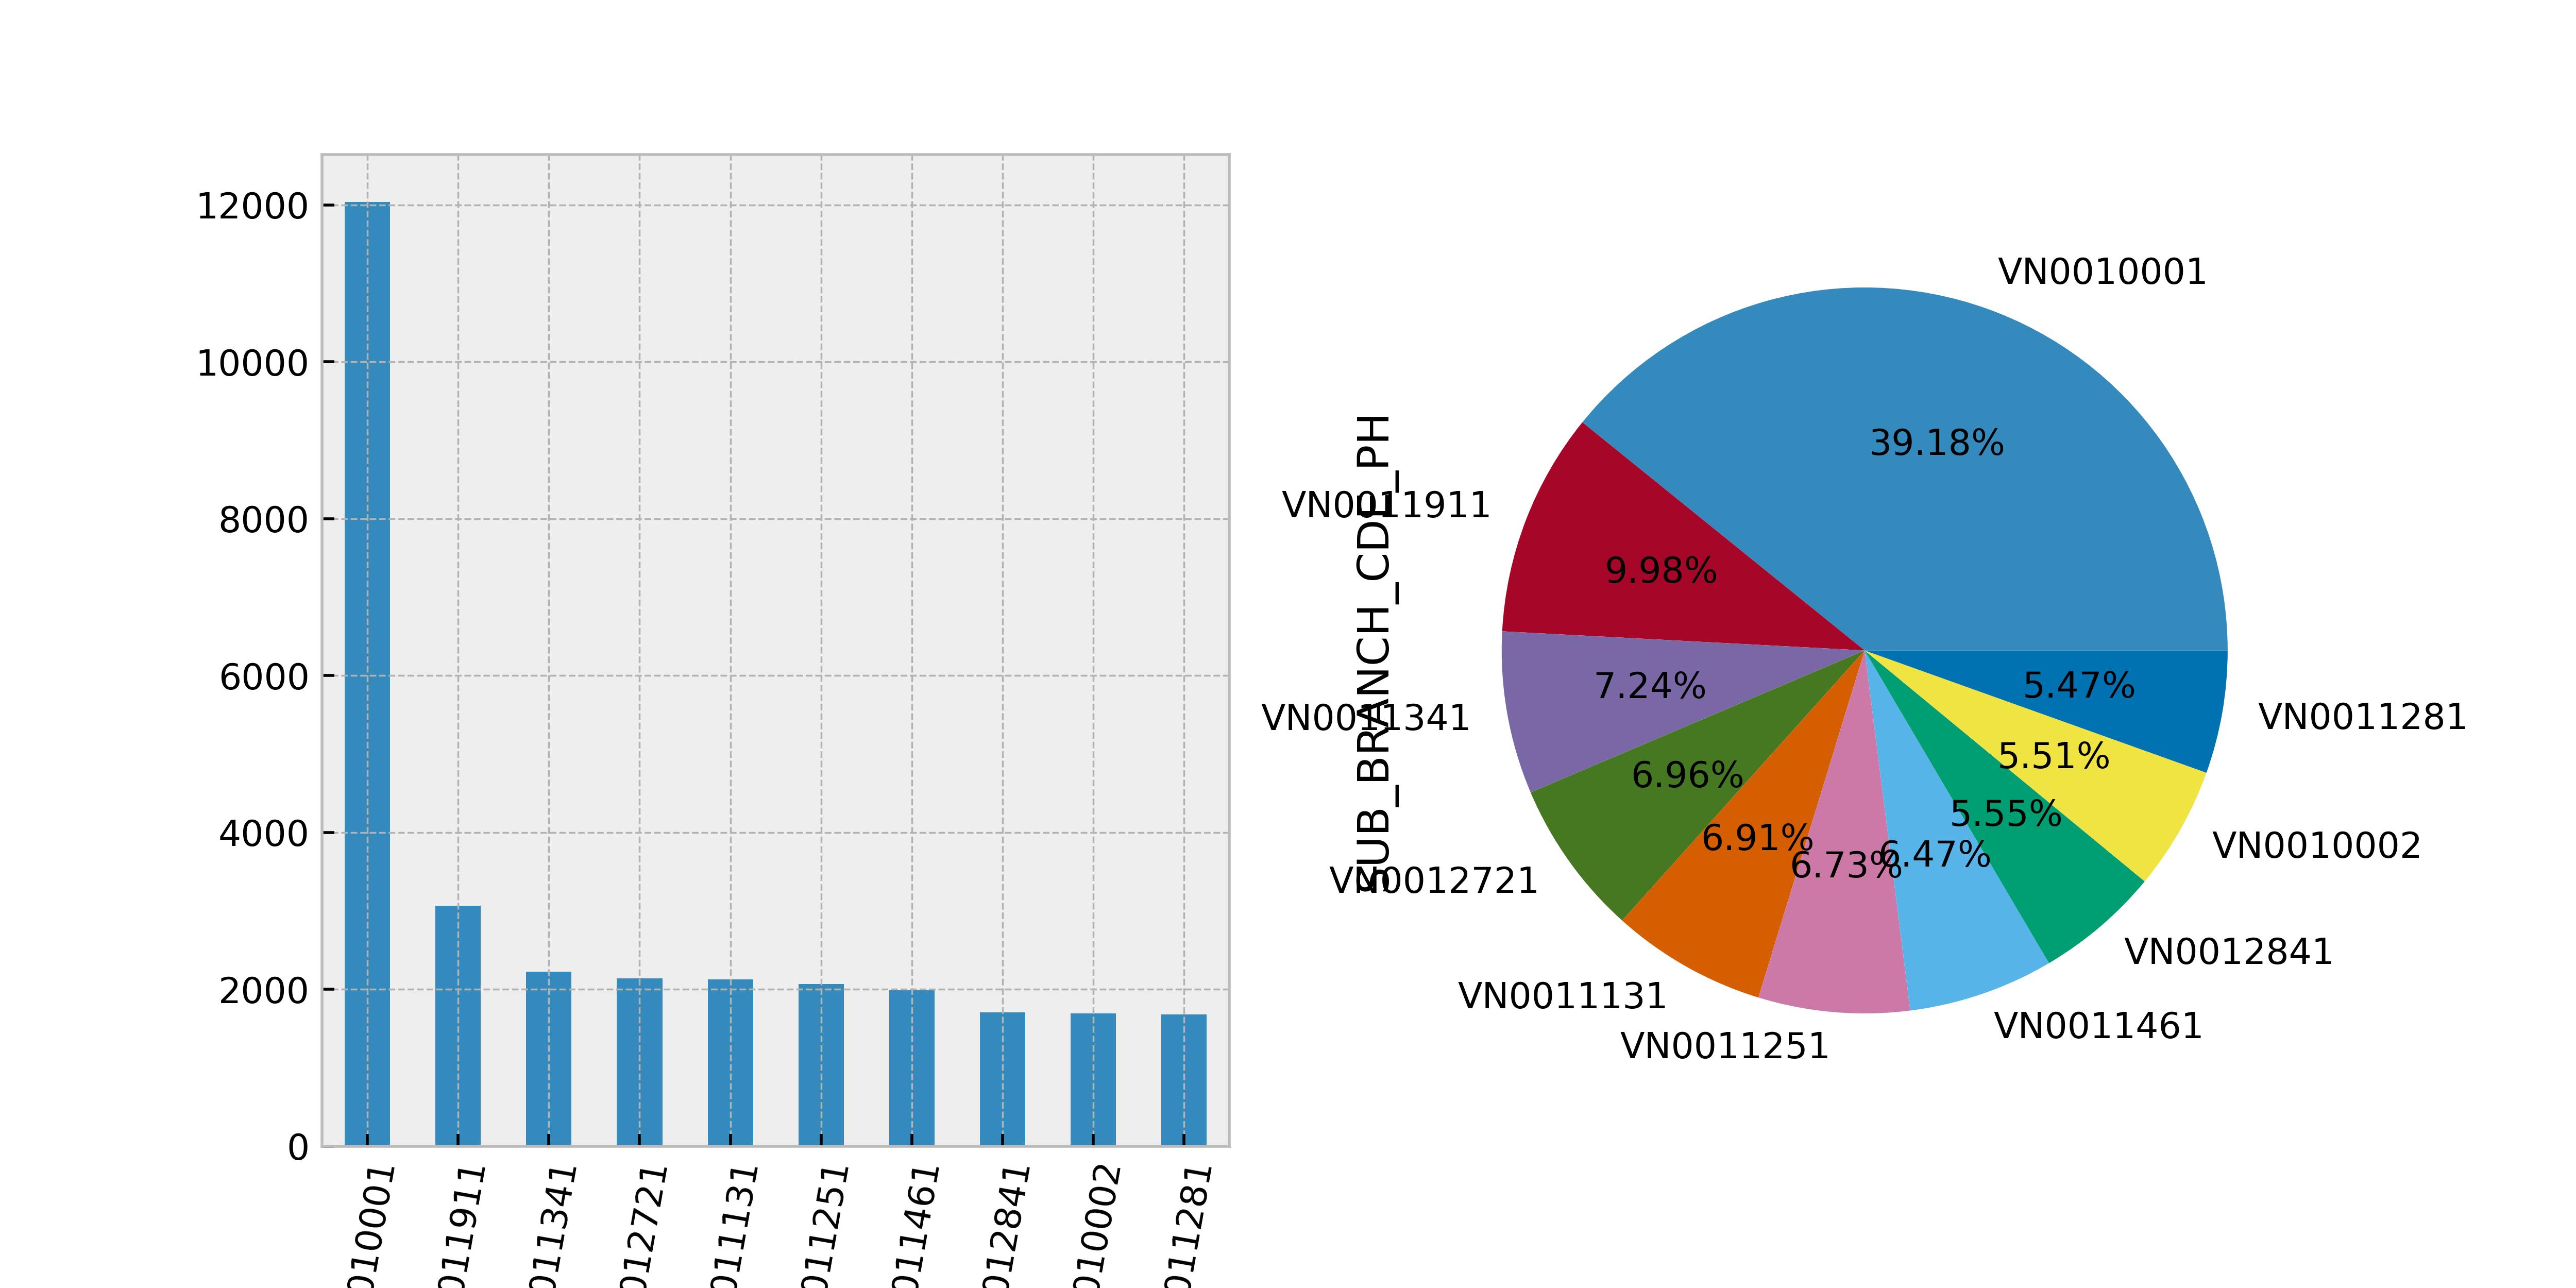 12000
10000
8000
6000
4000
2000
0
010001
011911
011341
012721
011131
011251
011461
012841
010002
011281
SUB_BRANCH_CDE_PH
VN0010001
39.18%
VN0011911
9.98%
VN0011341
7.24%
VN0012721
6.96%
VN0011131
6.91%
VN0011251
6.73%
VN0011461
6.47%
VN0012841
5.55%
VN0010002
5.51%
VN0011281
5.47%